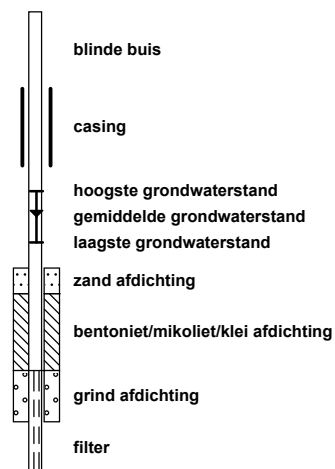 blinde buis
casing
hoogste grondwaterstand
gemiddelde grondwaterstand
laagste grondwaterstand
zand afdichting
bentoniet/mikoliet/klei afdichting
grind afdichting
filter